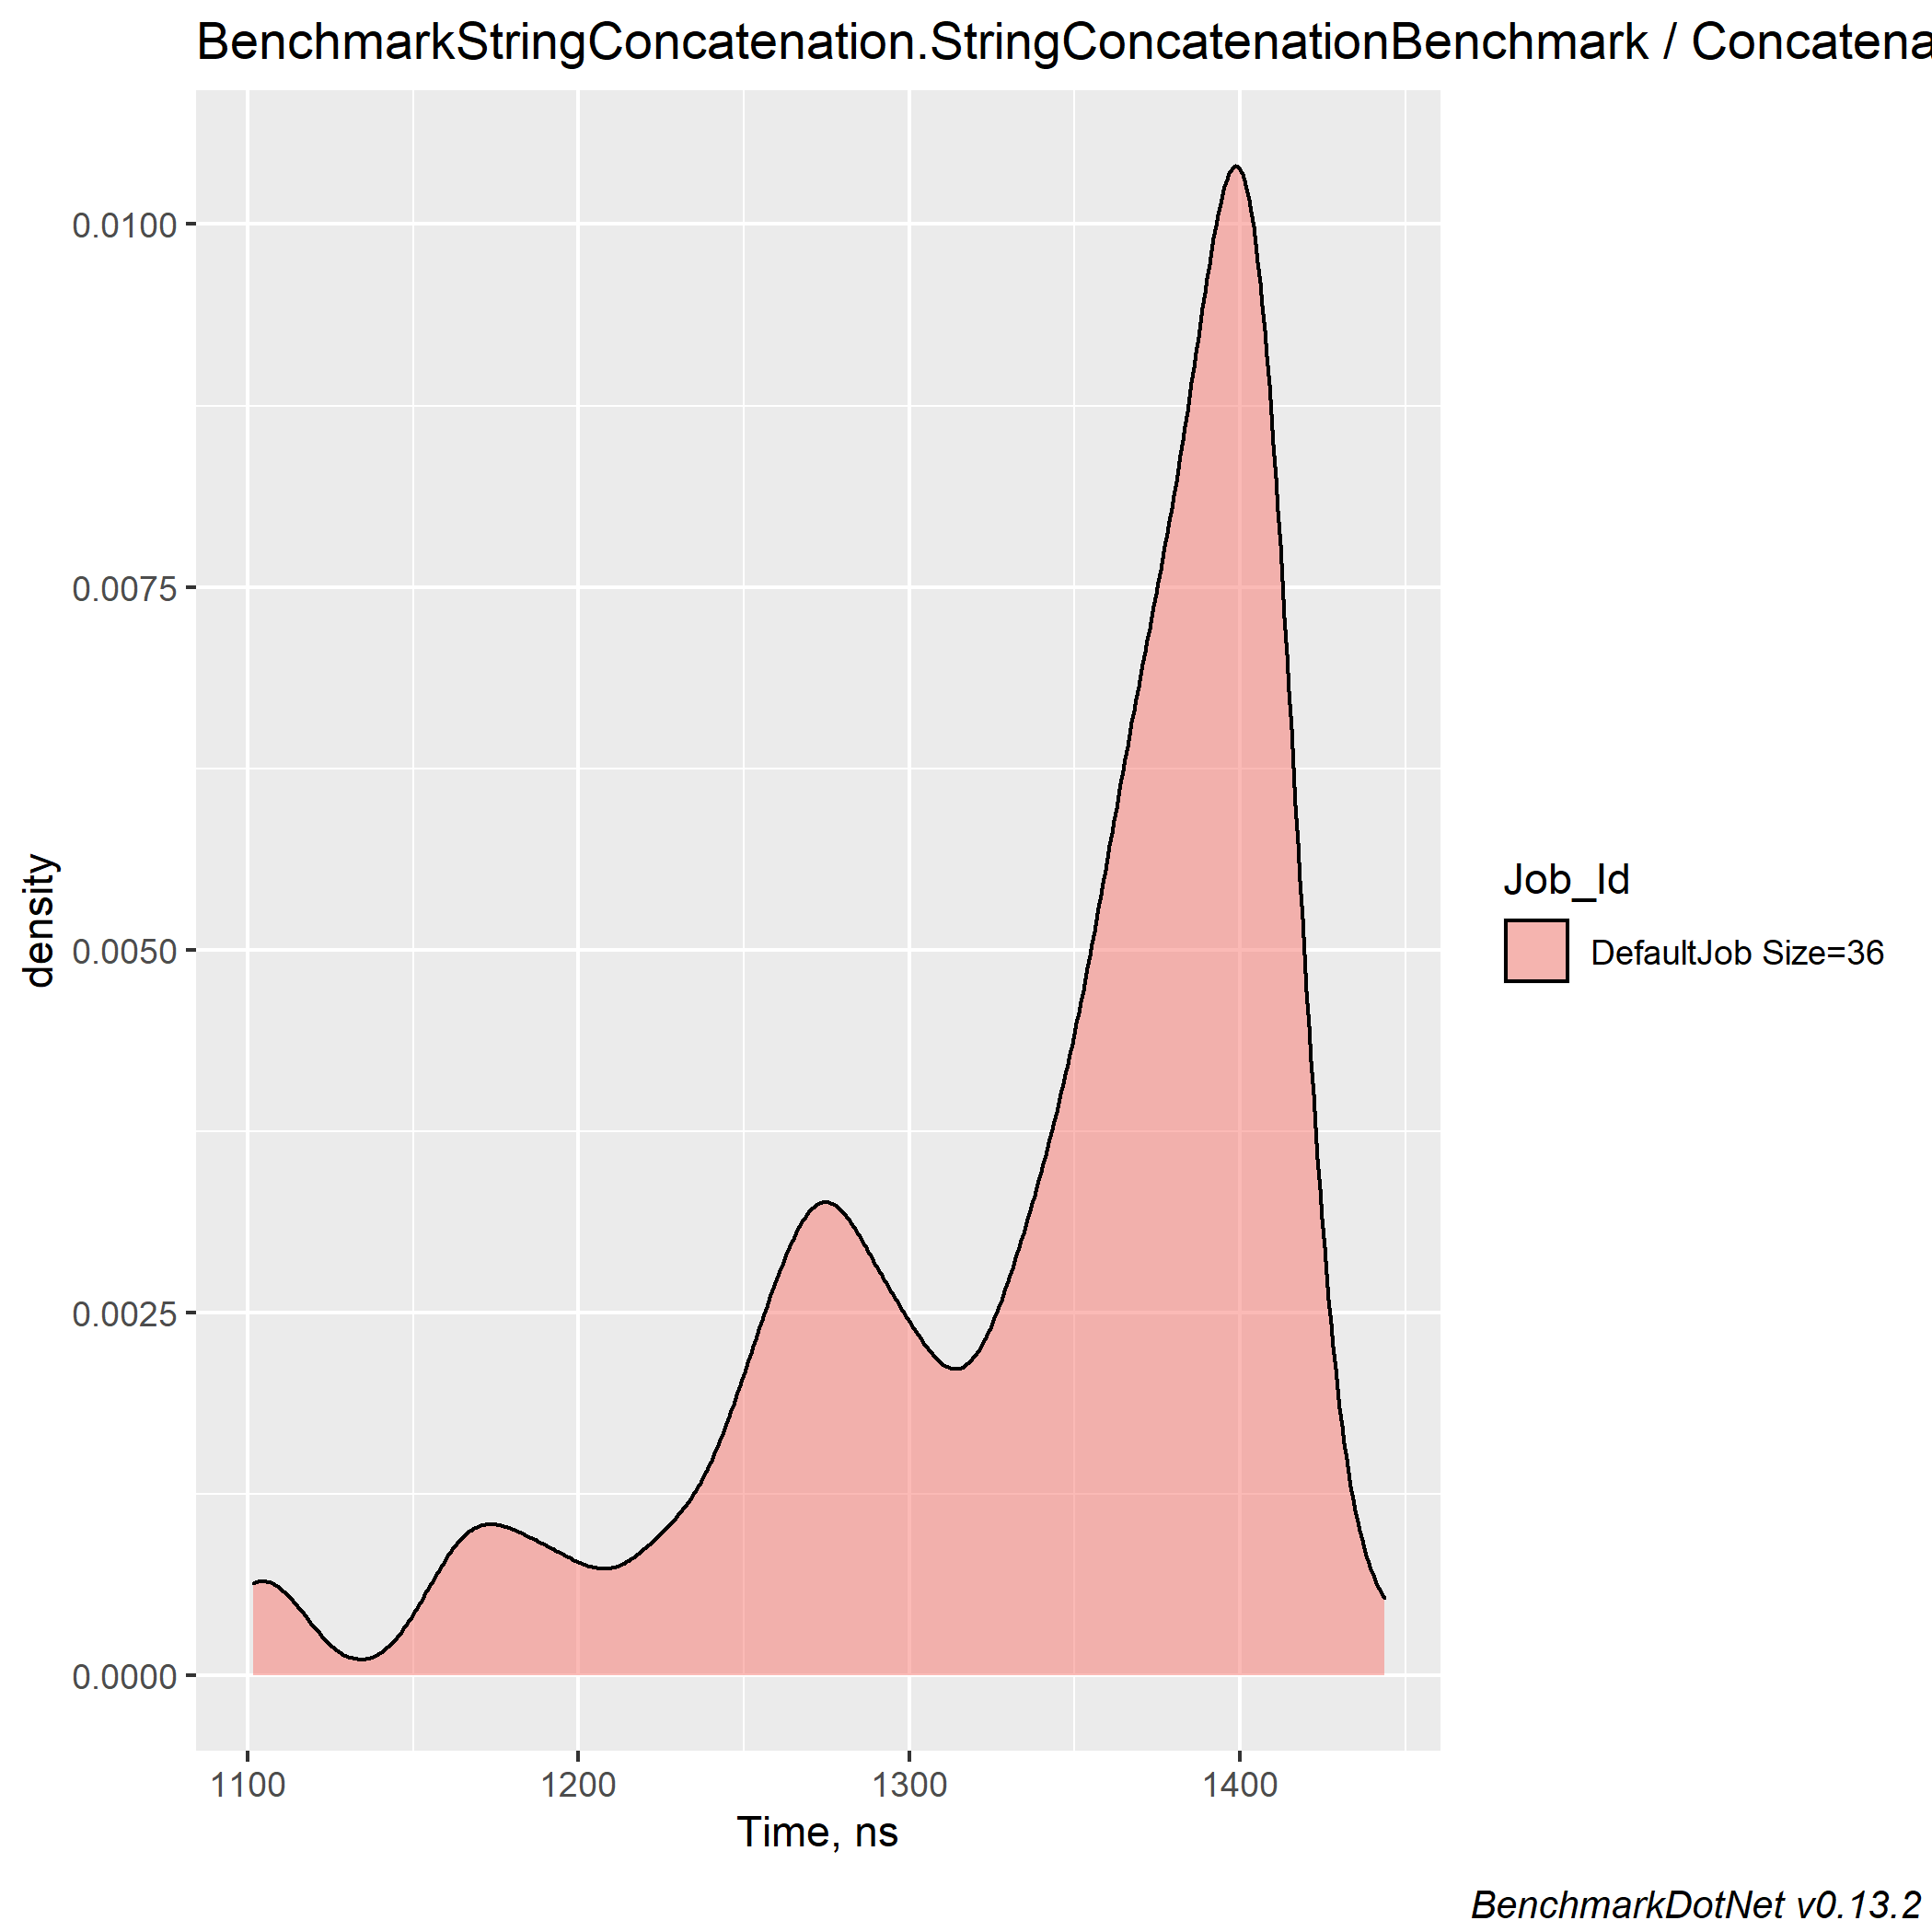 BenchmarkStringConcatenation.StringConcatenationBenchmark / Concatena
0.0100
0.0075
0.0050
0.0025
0.0000
density
1100 1200 1300 1400
Time, ns
Job_Id
DefaultJob Size=36
BenchmarkDotNet v0.13.2